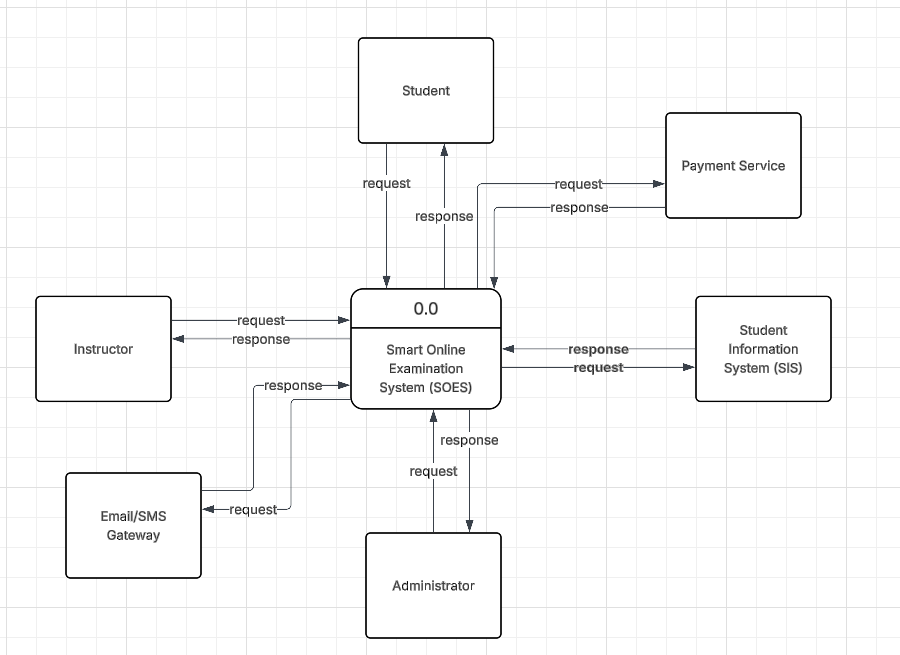 Student
Payment Service
request
request
response
response
0.0
Instructor
request
response
Smart Online
Examination
System (SOES)
response
request
Student
Information
System (SIS)
response
request
response
request
Email/SMS
Gateway
Administrator